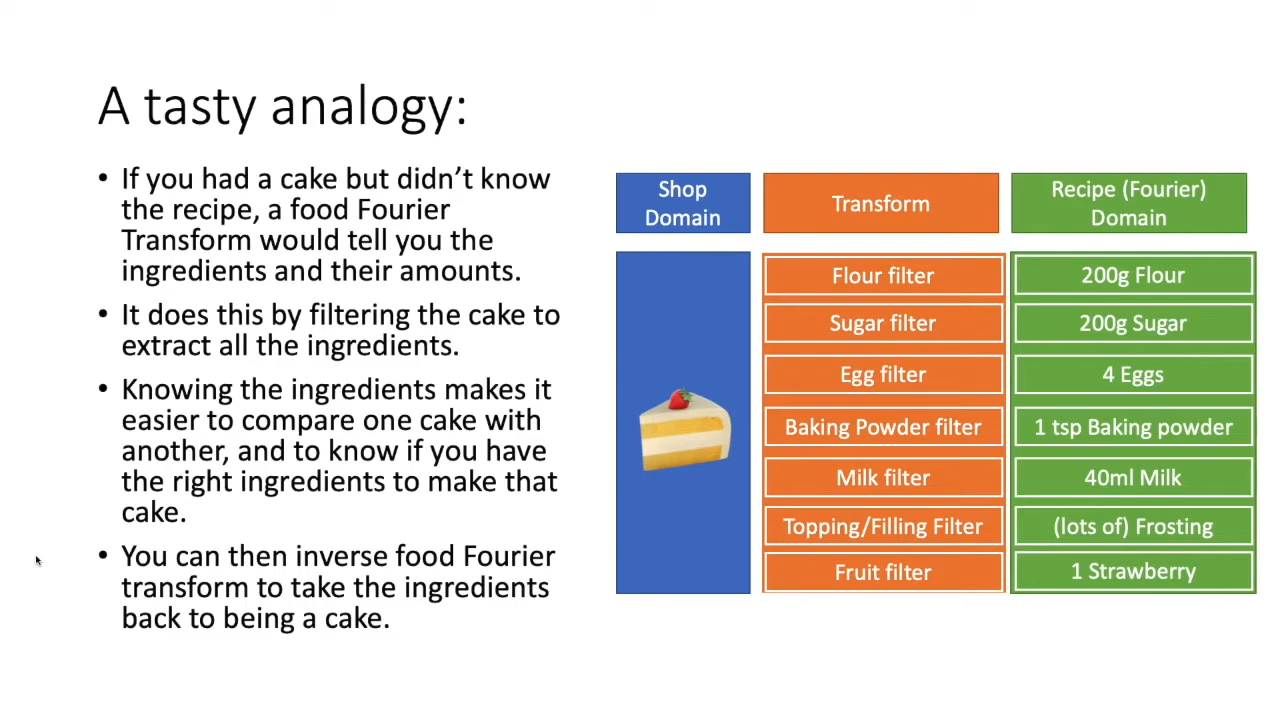 A tasty analogy:
• If you had a cake but didn't know
the recipe, a food Fourier
Transform would tell you the
ingredients and their amounts.
• It does this by filtering the cake to
extract all the ingredients.
• Knowing the ingredients makes it
easier to compare one cake with
another, and to know if you have
the right ingredients to make that
cake.
• You can then inverse food Fourier
transform to take the ingredients
back to being a cake.
Shop
Domain
Transform
Recipe (Fourier)
Domain
Flour filter
200g Flour
Sugar filter
200g Sugar
Egg filter
4 Eggs
Baking Powder filter
1 tsp Baking powder
Milk filter
40ml Milk
Topping/Filling Filter
(lots of) Frosting
Fruit filter
1 Strawberry